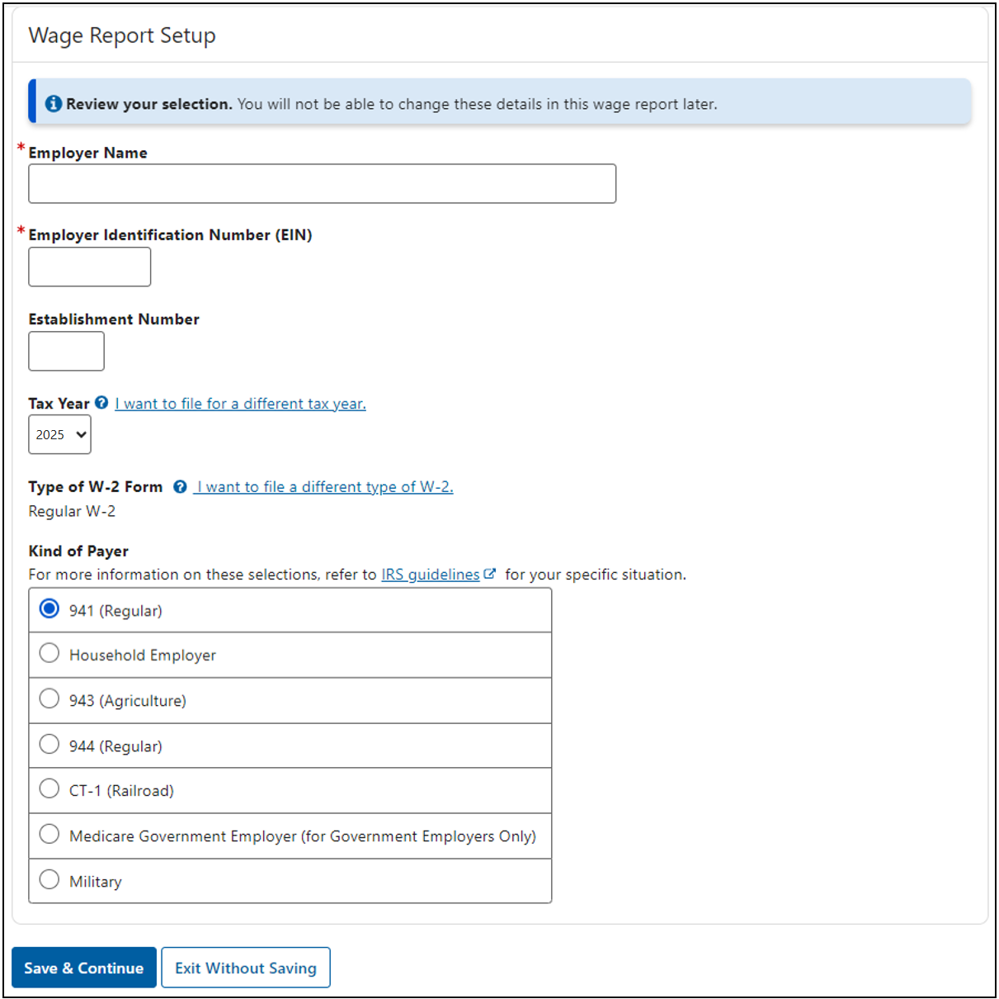 Wage Report Setup
Review your selection. You will not be able to change these details in this wage report later.
* Employer Name
* Employer Identification Number (EIN)
Establishment Number
Tax Year ? I want to file for a different tax year.
2025
Type of W-2 Form ? I want to file a different type of W-2.
Regular W-2
Kind of Payer
For more information on these selections, refer to IRS guidelines for your specific situation.
941 (Regular)
Household Employer
943 (Agriculture)
944 (Regular)
CT-1 (Railroad)
Medicare Government Employer (for Government Employers Only)
Military
Save & Continue Exit Without Saving